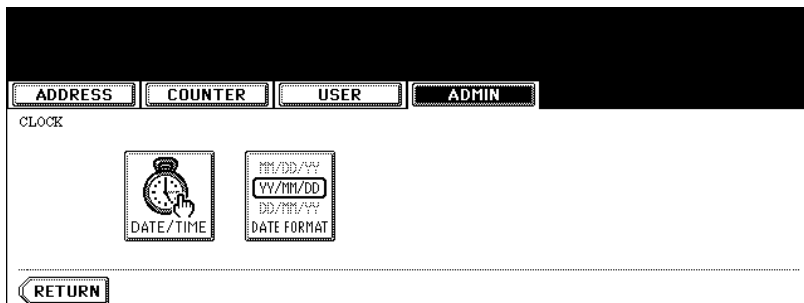 ADDRESS COUNTER USER ADMIN
CLOCK
MM/DD/YY
YY/MM/DD
DD/MM/YY
DATE/TIME DATE FORMAT
RETURN